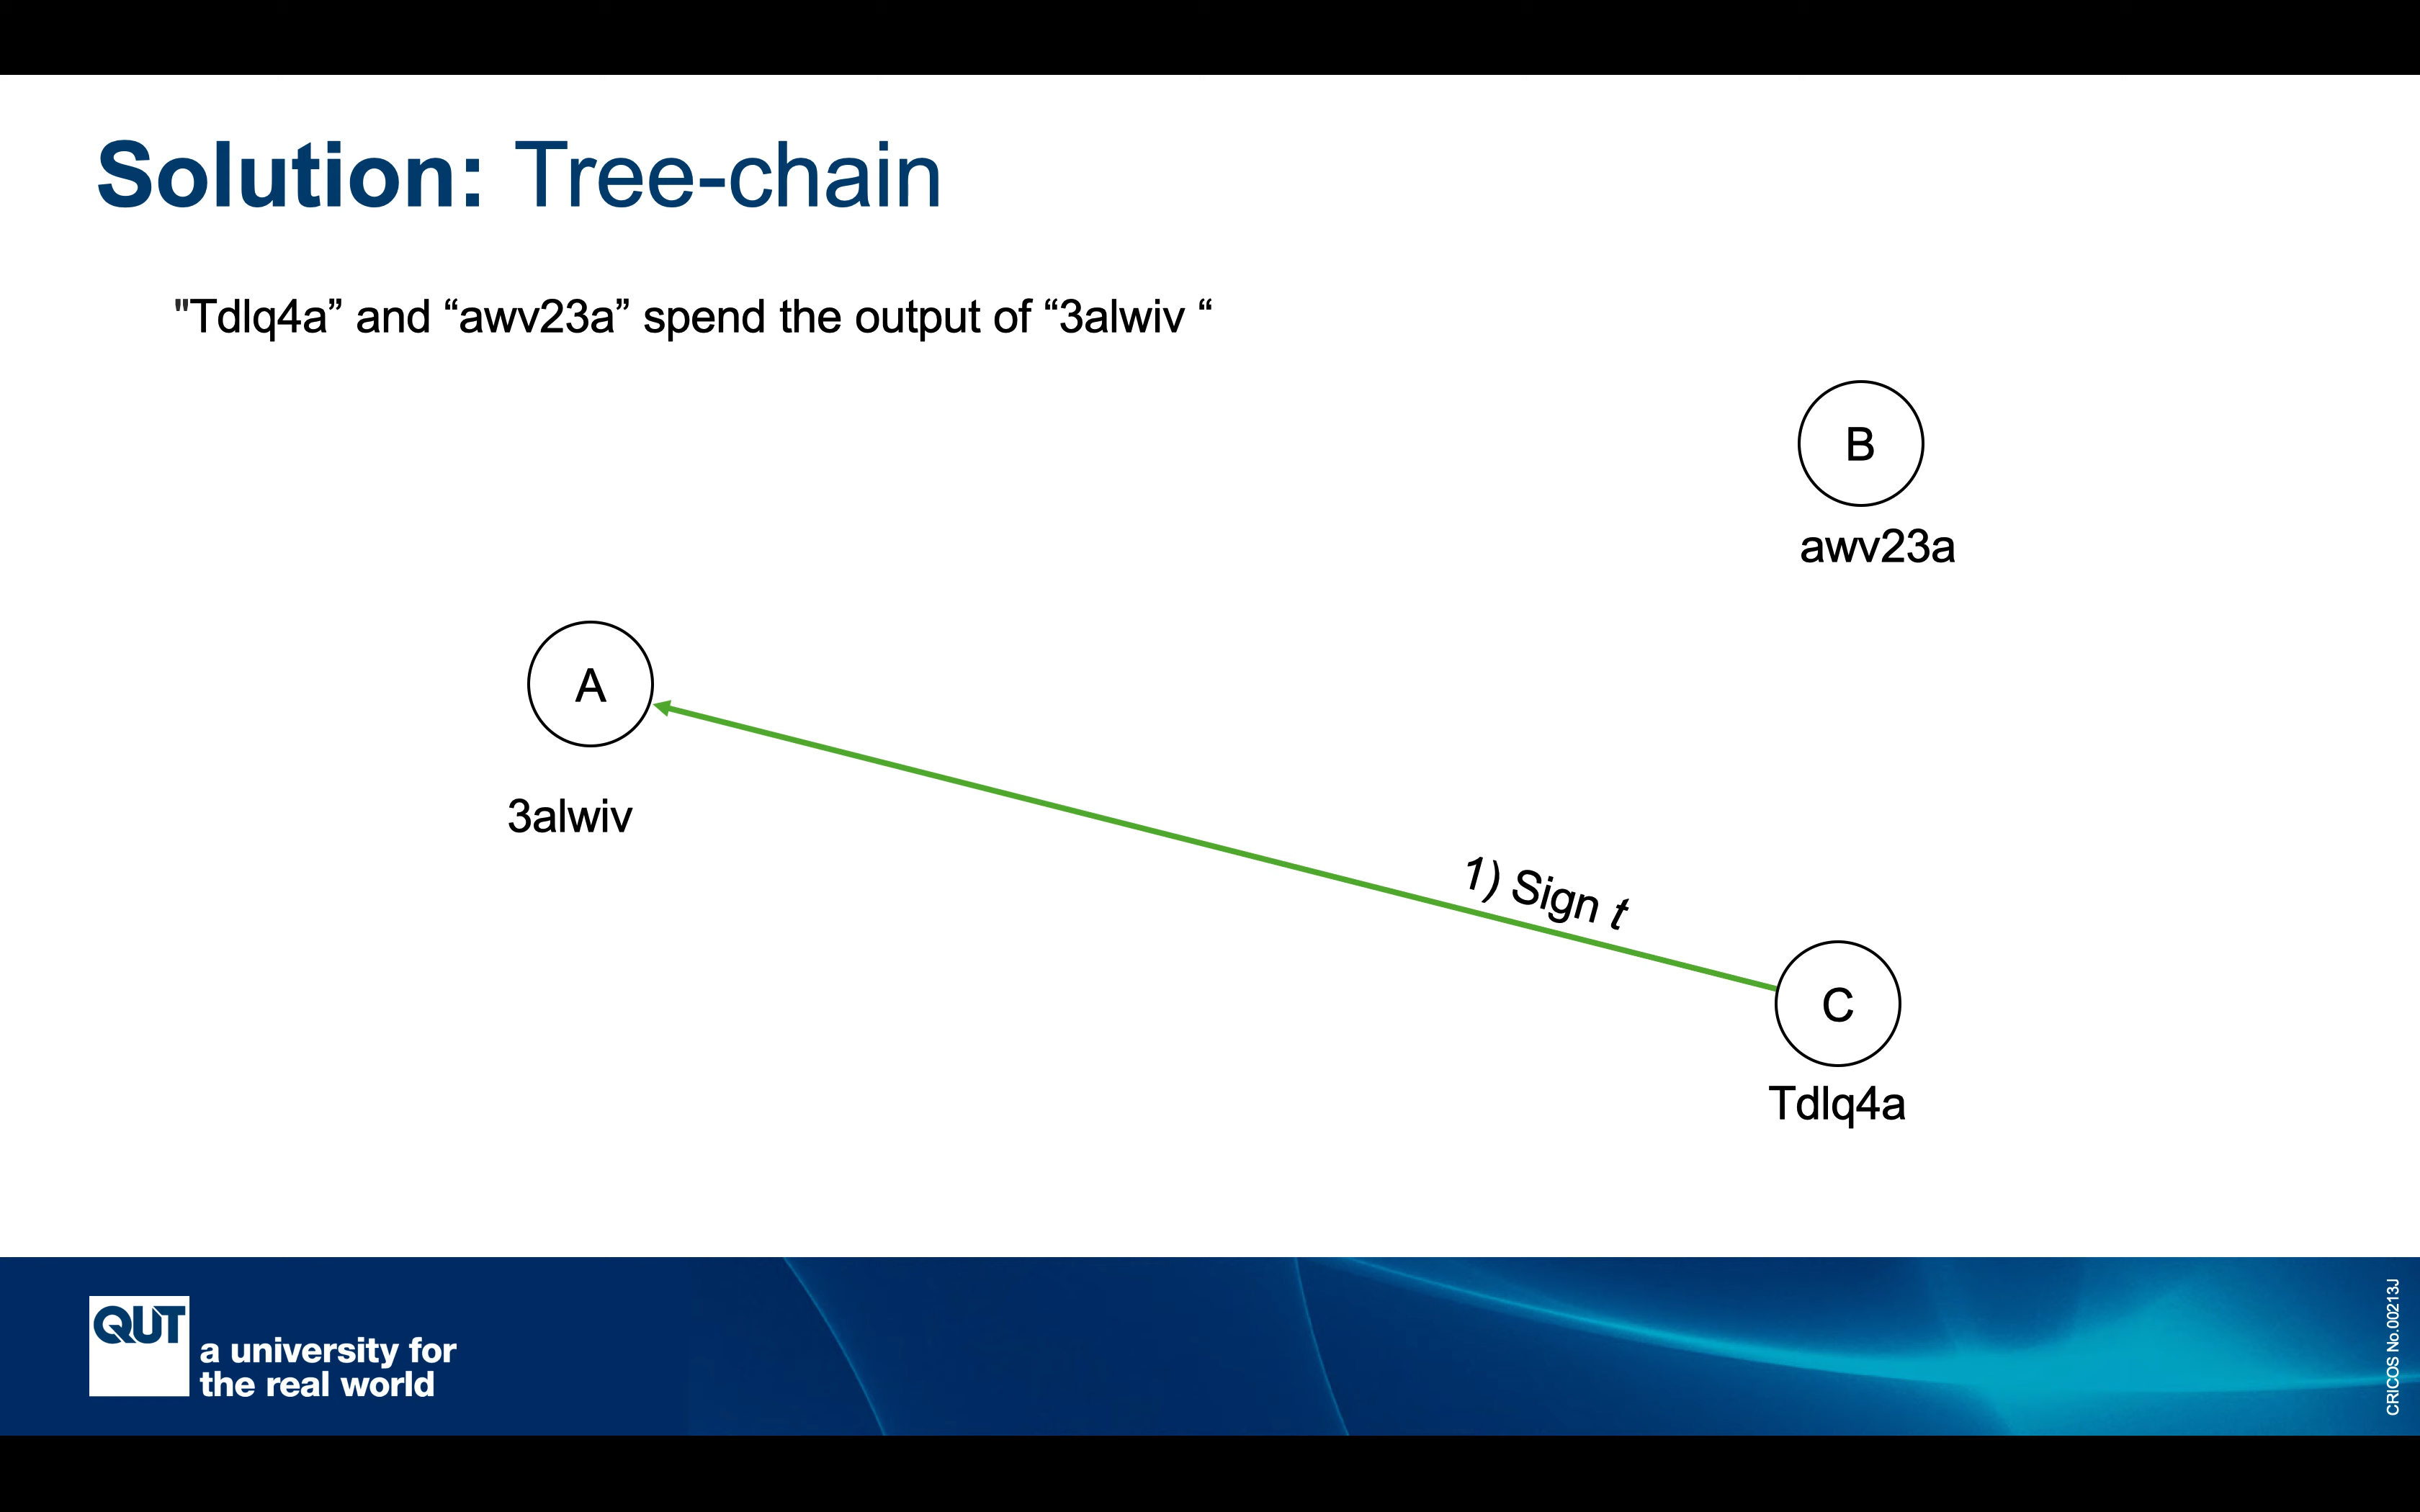 Solution: Tree-chain
"Tdlq4a” and “awv23a” spend the output of “3alwiv “
B
awv23a
A
3alwiv
1) Sign t
C
Tdlq4a
QUT
a university for
the real world
CRICOS No.00213J